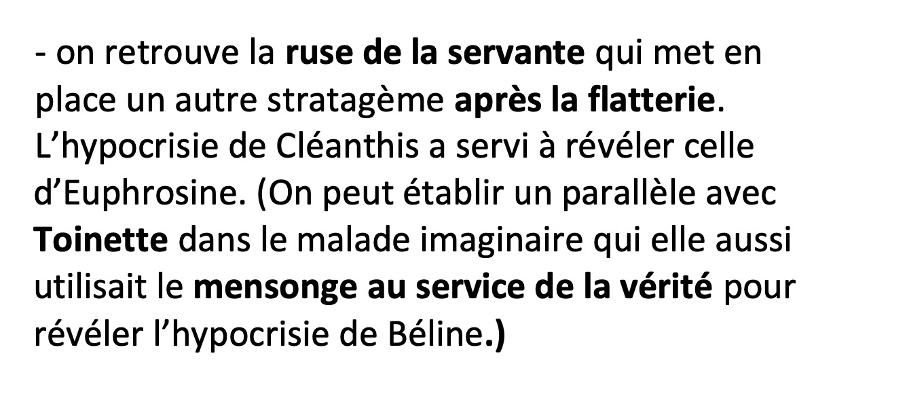 - on retrouve la ruse de la servante qui met en
place un autre stratagème après la flatterie.
L’hypocrisie de Cléanthis a servi à révéler celle
d’Euphrosine. (On peut établir un parallèle avec
Toinette dans le malade imaginaire qui elle aussi
utilisait le mensonge au service de la vérité pour
révéler l’hypocrisie de Béline.)